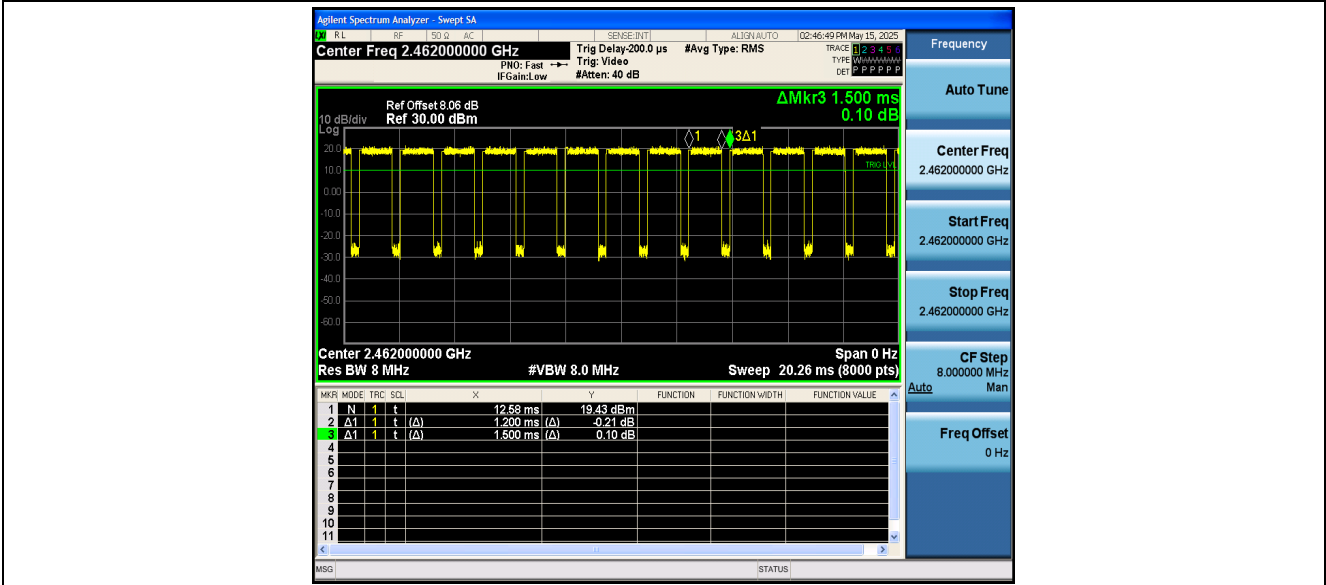 Agilent Spectrum Analyzer - Swept SA
LXI RL RF 50 Ω AC SENSE:INT ALIGN AUTO 02:46:49 PM May 15, 2025
Center Freq 2.462000000 GHz
PNO: Fast
IFGain:Low
Trig Delay-200.0 µs
Trig: Video
#Atten: 40 dB
#Avg Type: RMS
TRACE 1 2 3 4 5 6
TYPE W
DET P P P P P P
Ref Offset 8.06 dB
10 dB/div Ref 30.00 dBm
Log
ΔMkr3 1.500 ms
0.10 dB
1 3Δ1
TRIG LVL
20.0
10.0
0.00
-10.0
-20.0
-30.0
-40.0
-50.0
-60.0
Center 2.462000000 GHz Span 0 Hz
Res BW 8 MHz #VBW 8.0 MHz Sweep 20.26 ms (8000 pts)
MKR MODE TRC SCL X Y FUNCTION FUNCTION WIDTH FUNCTION VALUE
1 N 1 t 12.58 ms 19.43 dBm
2 Δ1 1 t (Δ) 1.200 ms (Δ) -0.21 dB
3 Δ1 1 t (Δ) 1.500 ms (Δ) 0.10 dB
4
5
6
7
8
9
10
11
MSG STATUS
Frequency
Auto Tune
Center Freq
2.462000000 GHz
Start Freq
2.462000000 GHz
Stop Freq
2.462000000 GHz
CF Step
8.000000 MHz
Auto Man
Freq Offset
0 Hz